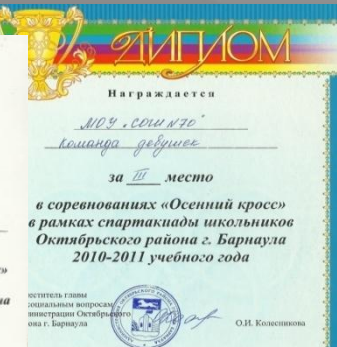 ДИПЛОМ
Награждается
МОУ „СОШ №70"
команда девушек
за III место
в соревнованиях «Осенний кросс»
в рамках спартакиады школьников
Октябрьского района г. Барнаула
2010-2011 учебного года
еститель главы
социальным вопросам
министрации Октябрьского
она г. Барнаула
О.И. Колесникова